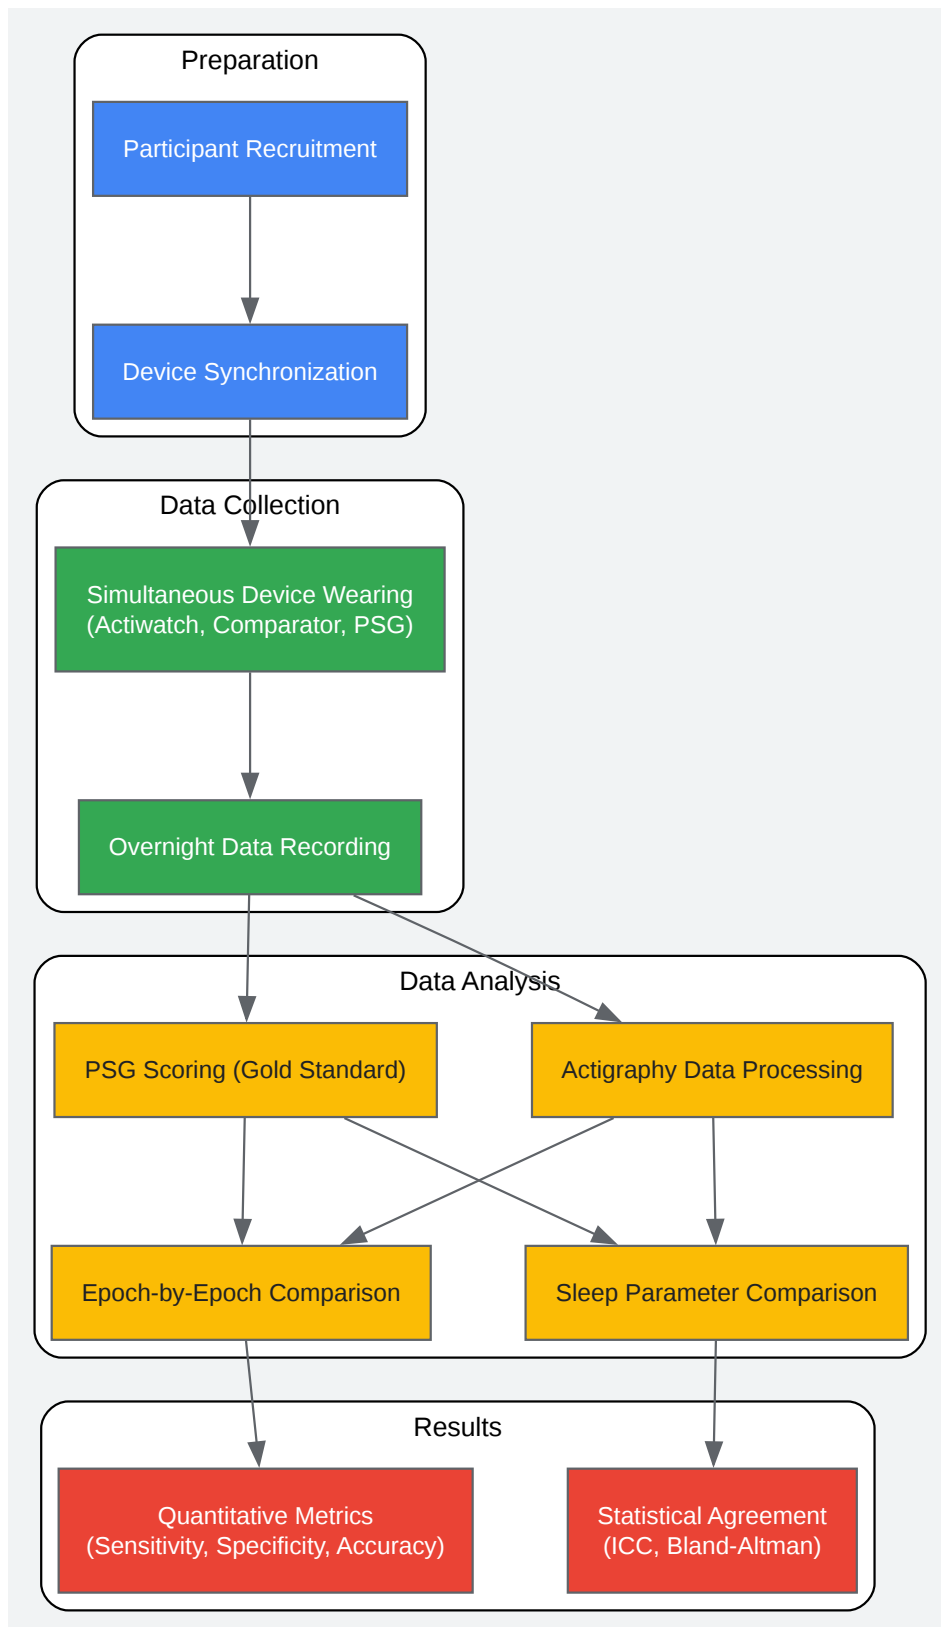 Preparation
Participant Recruitment
Device Synchronization
Data Collection
Simultaneous Device Wearing
(Actiwatch, Comparator, PSG)
Overnight Data Recording
Data Analysis
PSG Scoring (Gold Standard)
Actigraphy Data Processing
Epoch-by-Epoch Comparison
Sleep Parameter Comparison
Results
Quantitative Metrics
(Sensitivity, Specificity, Accuracy)
Statistical Agreement
(ICC, Bland-Altman)